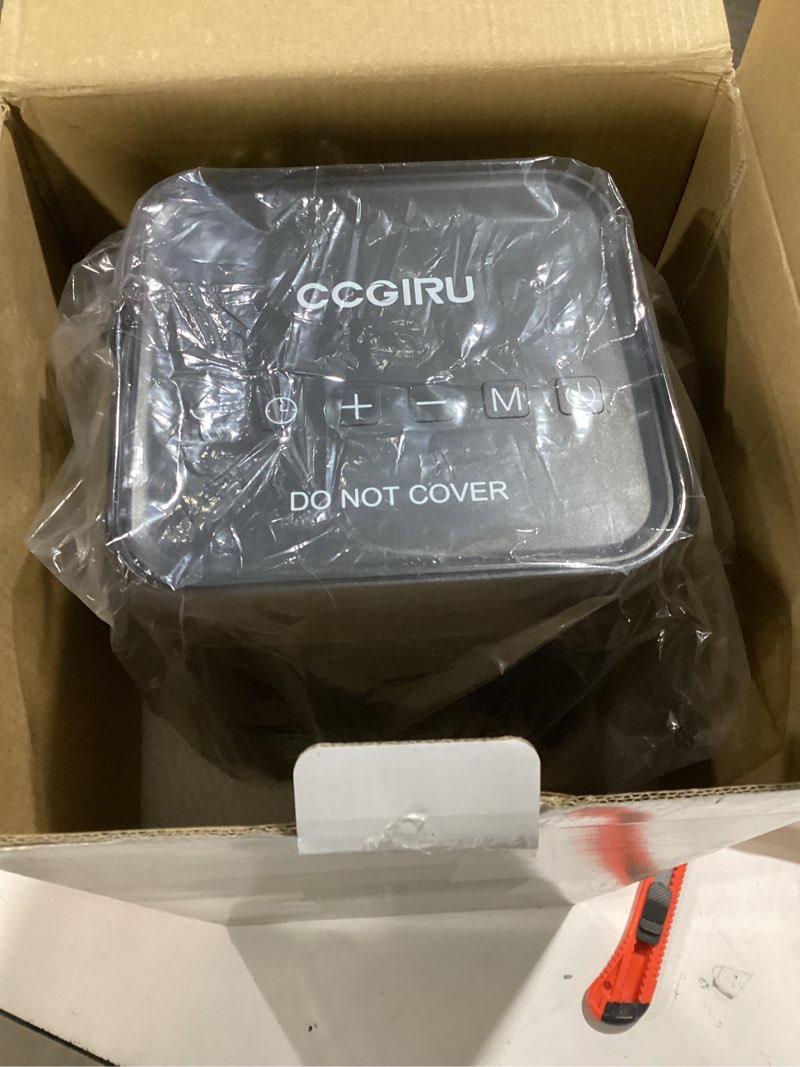 CCGIRU
+ − M
DO NOT COVER